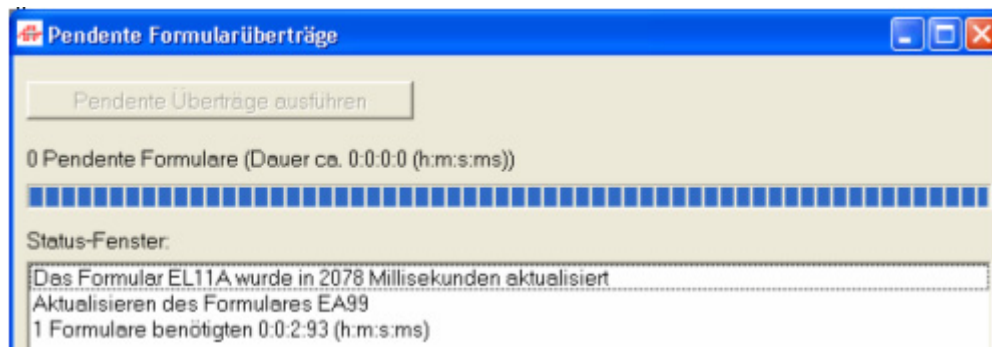 Pendente Formularüberträge
Pendente Überträge ausführen
0 Pendente Formulare (Dauer ca. 0:0:0:0 (h:m:s:ms))
Status-Fenster:
Das Formular EL11A wurde in 2078 Millisekunden aktualisiert
Aktualisieren des Formulares EA99
1 Formulare benötigten 0:0:2:93 (h:m:s:ms)